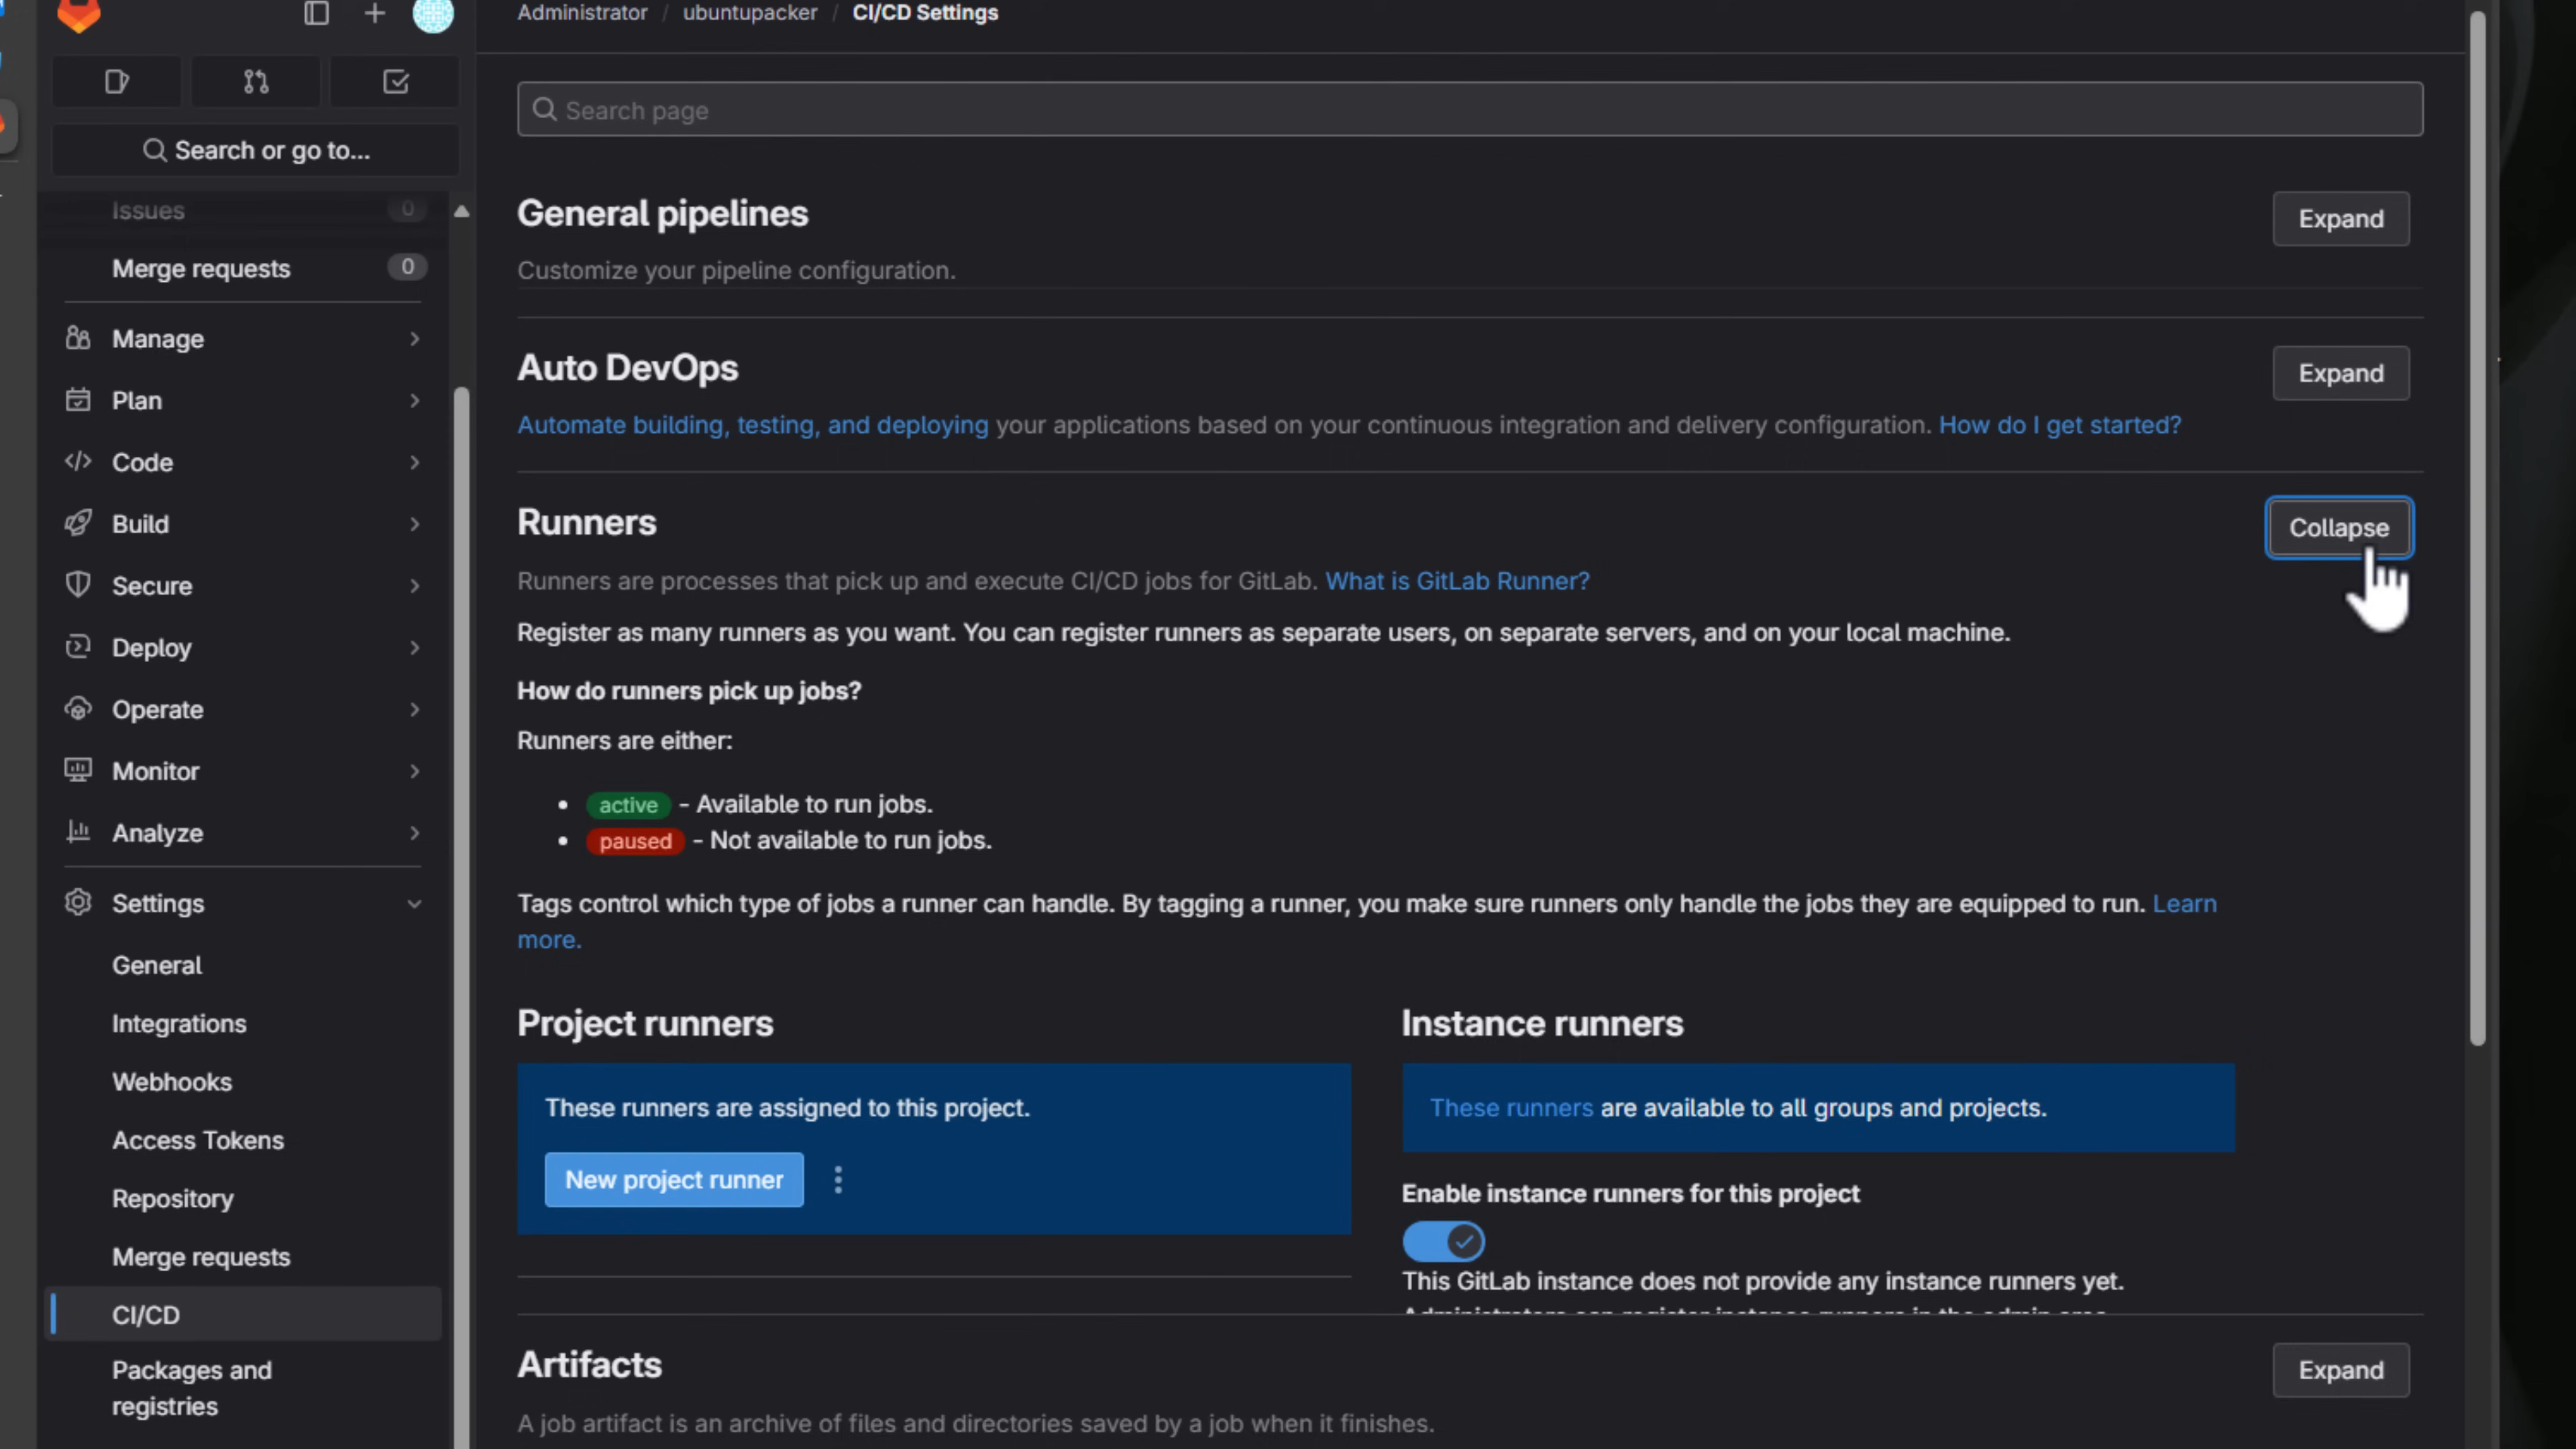 Administrator / ubuntupacker / CI/CD Settings
Search or go to...
Issues 0
Merge requests 0
Manage
Plan
Code
Build
Secure
Deploy
Operate
Monitor
Analyze
Settings
General
Integrations
Webhooks
Access Tokens
Repository
Merge requests
CI/CD
Packages and
registries
Search page
General pipelines
Expand
Customize your pipeline configuration.
Auto DevOps
Expand
Automate building, testing, and deploying your applications based on your continuous integration and delivery configuration. How do I get started?
Runners
Collapse
Runners are processes that pick up and execute CI/CD jobs for GitLab. What is GitLab Runner?
Register as many runners as you want. You can register runners as separate users, on separate servers, and on your local machine.
How do runners pick up jobs?
Runners are either:
• active - Available to run jobs.
• paused - Not available to run jobs.
Tags control which type of jobs a runner can handle. By tagging a runner, you make sure runners only handle the jobs they are equipped to run. Learn
more.
Project runners
These runners are assigned to this project.
New project runner
Instance runners
These runners are available to all groups and projects.
Enable instance runners for this project
This GitLab instance does not provide any instance runners yet.
Administrators can register instance runners in the admin area.
Artifacts
Expand
A job artifact is an archive of files and directories saved by a job when it finishes.